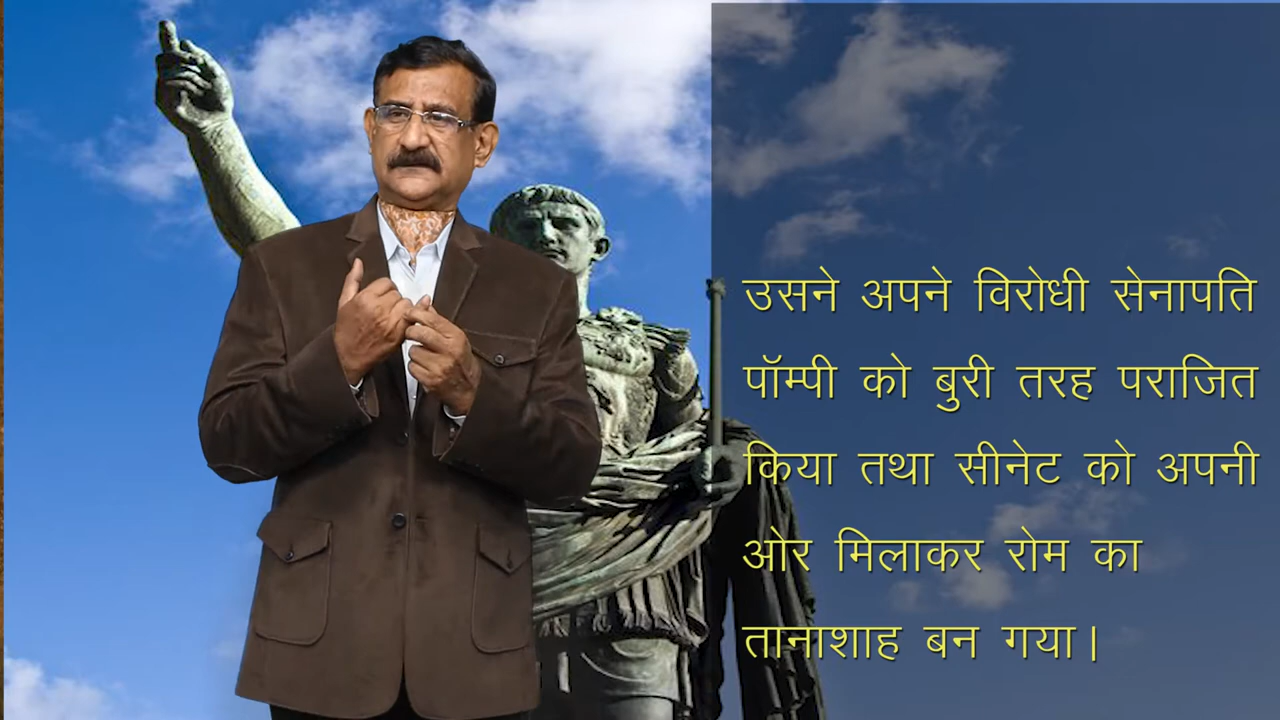 उसने अपने विरोधी सेनापति
पॉम्पी को बुरी तरह पराजित
किया तथा सीनेट को अपनी
ओर मिलाकर रोम का
तानाशाह बन गया।